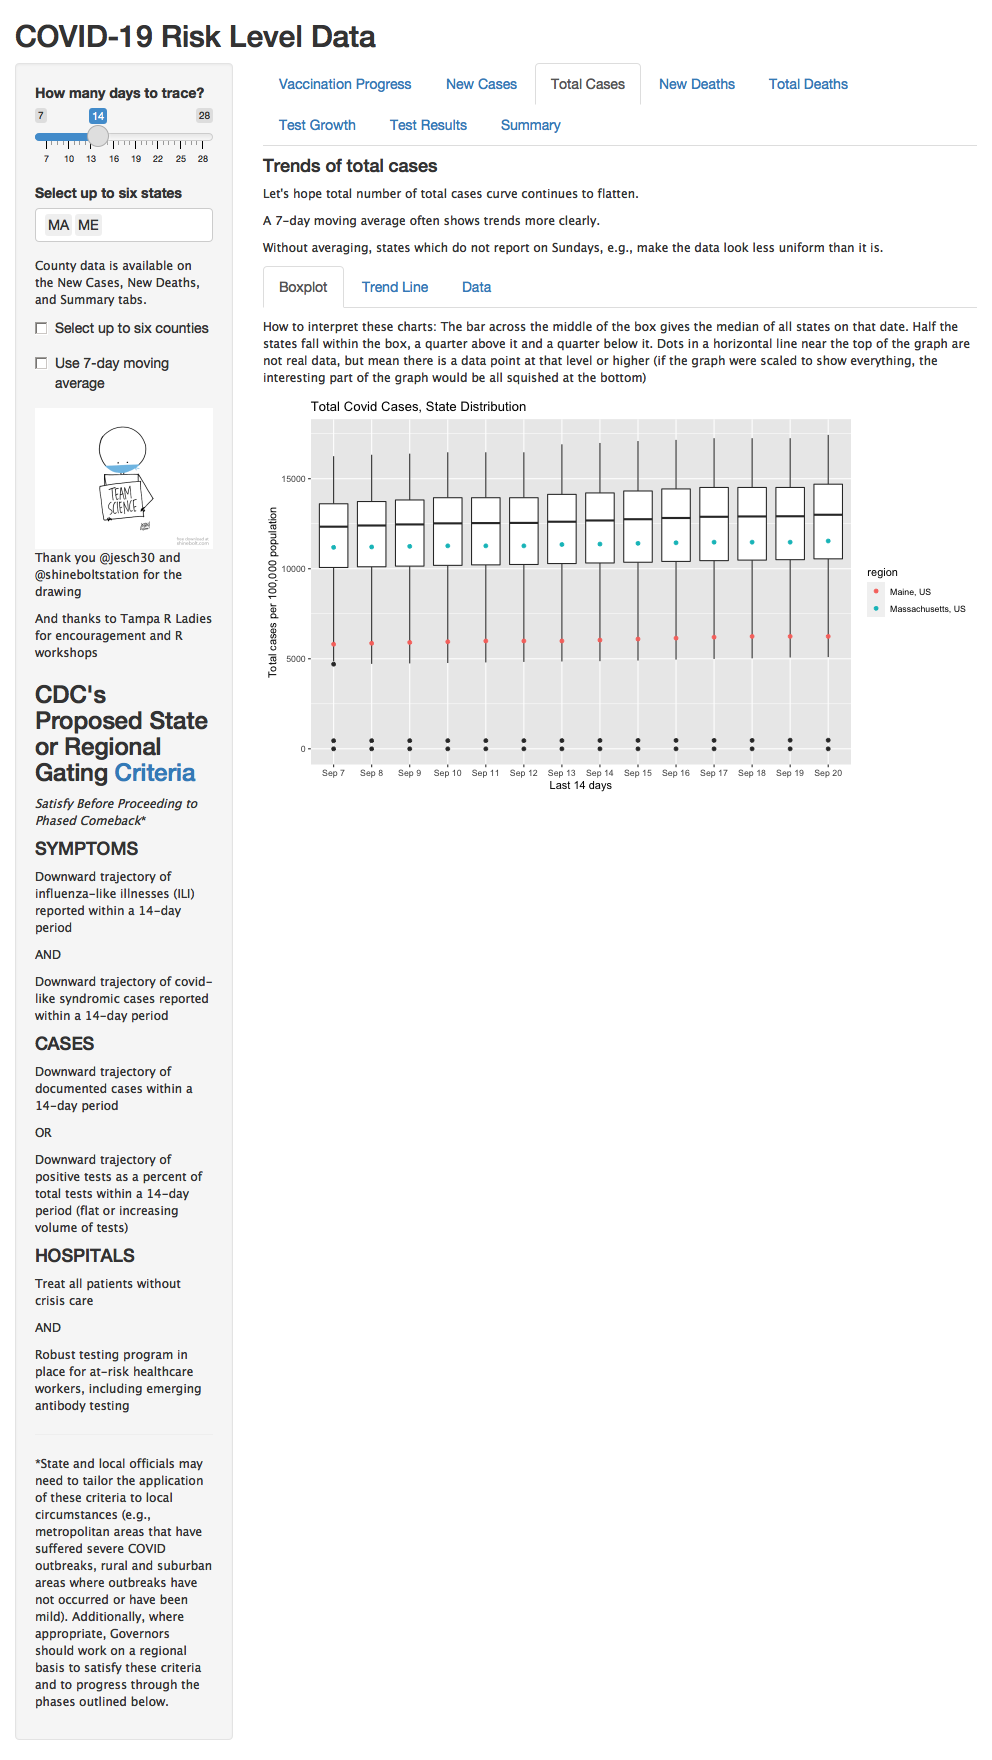 COVID-19 Risk Level Data
How many days to trace?
7 14 28
7 10 13 16 19 22 25 28
Select up to six states
MA ME
County data is available on
the New Cases, New Deaths,
and Summary tabs.
Select up to six counties
Use 7-day moving
average
TEAM
SCIENCE
Thank you @jesch30 and
@shineboltstation for the
drawing
And thanks to Tampa R Ladies
for encouragement and R
workshops
CDC's
Proposed State
or Regional
Gating Criteria
Satisfy Before Proceeding to
Phased Comeback*
SYMPTOMS
Downward trajectory of
influenza-like illnesses (ILI)
reported within a 14-day
period
AND
Downward trajectory of covid-
like syndromic cases reported
within a 14-day period
CASES
Downward trajectory of
documented cases within a
14-day period
OR
Downward trajectory of
positive tests as a percent of
total tests within a 14-day
period (flat or increasing
volume of tests)
HOSPITALS
Treat all patients without
crisis care
AND
Robust testing program in
place for at-risk healthcare
workers, including emerging
antibody testing
*State and local officials may
need to tailor the application
of these criteria to local
circumstances (e.g.,
metropolitan areas that have
suffered severe COVID
outbreaks, rural and suburban
areas where outbreaks have
not occurred or have been
mild). Additionally, where
appropriate, Governors
should work on a regional
basis to satisfy these criteria
and to progress through the
phases outlined below.
Vaccination Progress New Cases Total Cases New Deaths Total Deaths
Test Growth Test Results Summary
Trends of total cases
Let's hope total number of total cases curve continues to flatten.
A 7-day moving average often shows trends more clearly.
Without averaging, states which do not report on Sundays, e.g., make the data look less uniform than it is.
Boxplot Trend Line Data
How to interpret these charts: The bar across the middle of the box gives the median of all states on that date. Half the
states fall within the box, a quarter above it and a quarter below it. Dots in a horizontal line near the top of the graph are
not real data, but mean there is a data point at that level or higher (if the graph were scaled to show everything, the
interesting part of the graph would be all squished at the bottom)
Total Covid Cases, State Distribution
Total cases per 100,000 population
15000
10000
5000
0
Sep 7 Sep 8 Sep 9 Sep 10 Sep 11 Sep 12 Sep 13 Sep 14 Sep 15 Sep 16 Sep 17 Sep 18 Sep 19 Sep 20
Last 14 days
region
Maine, US
Massachusetts, US